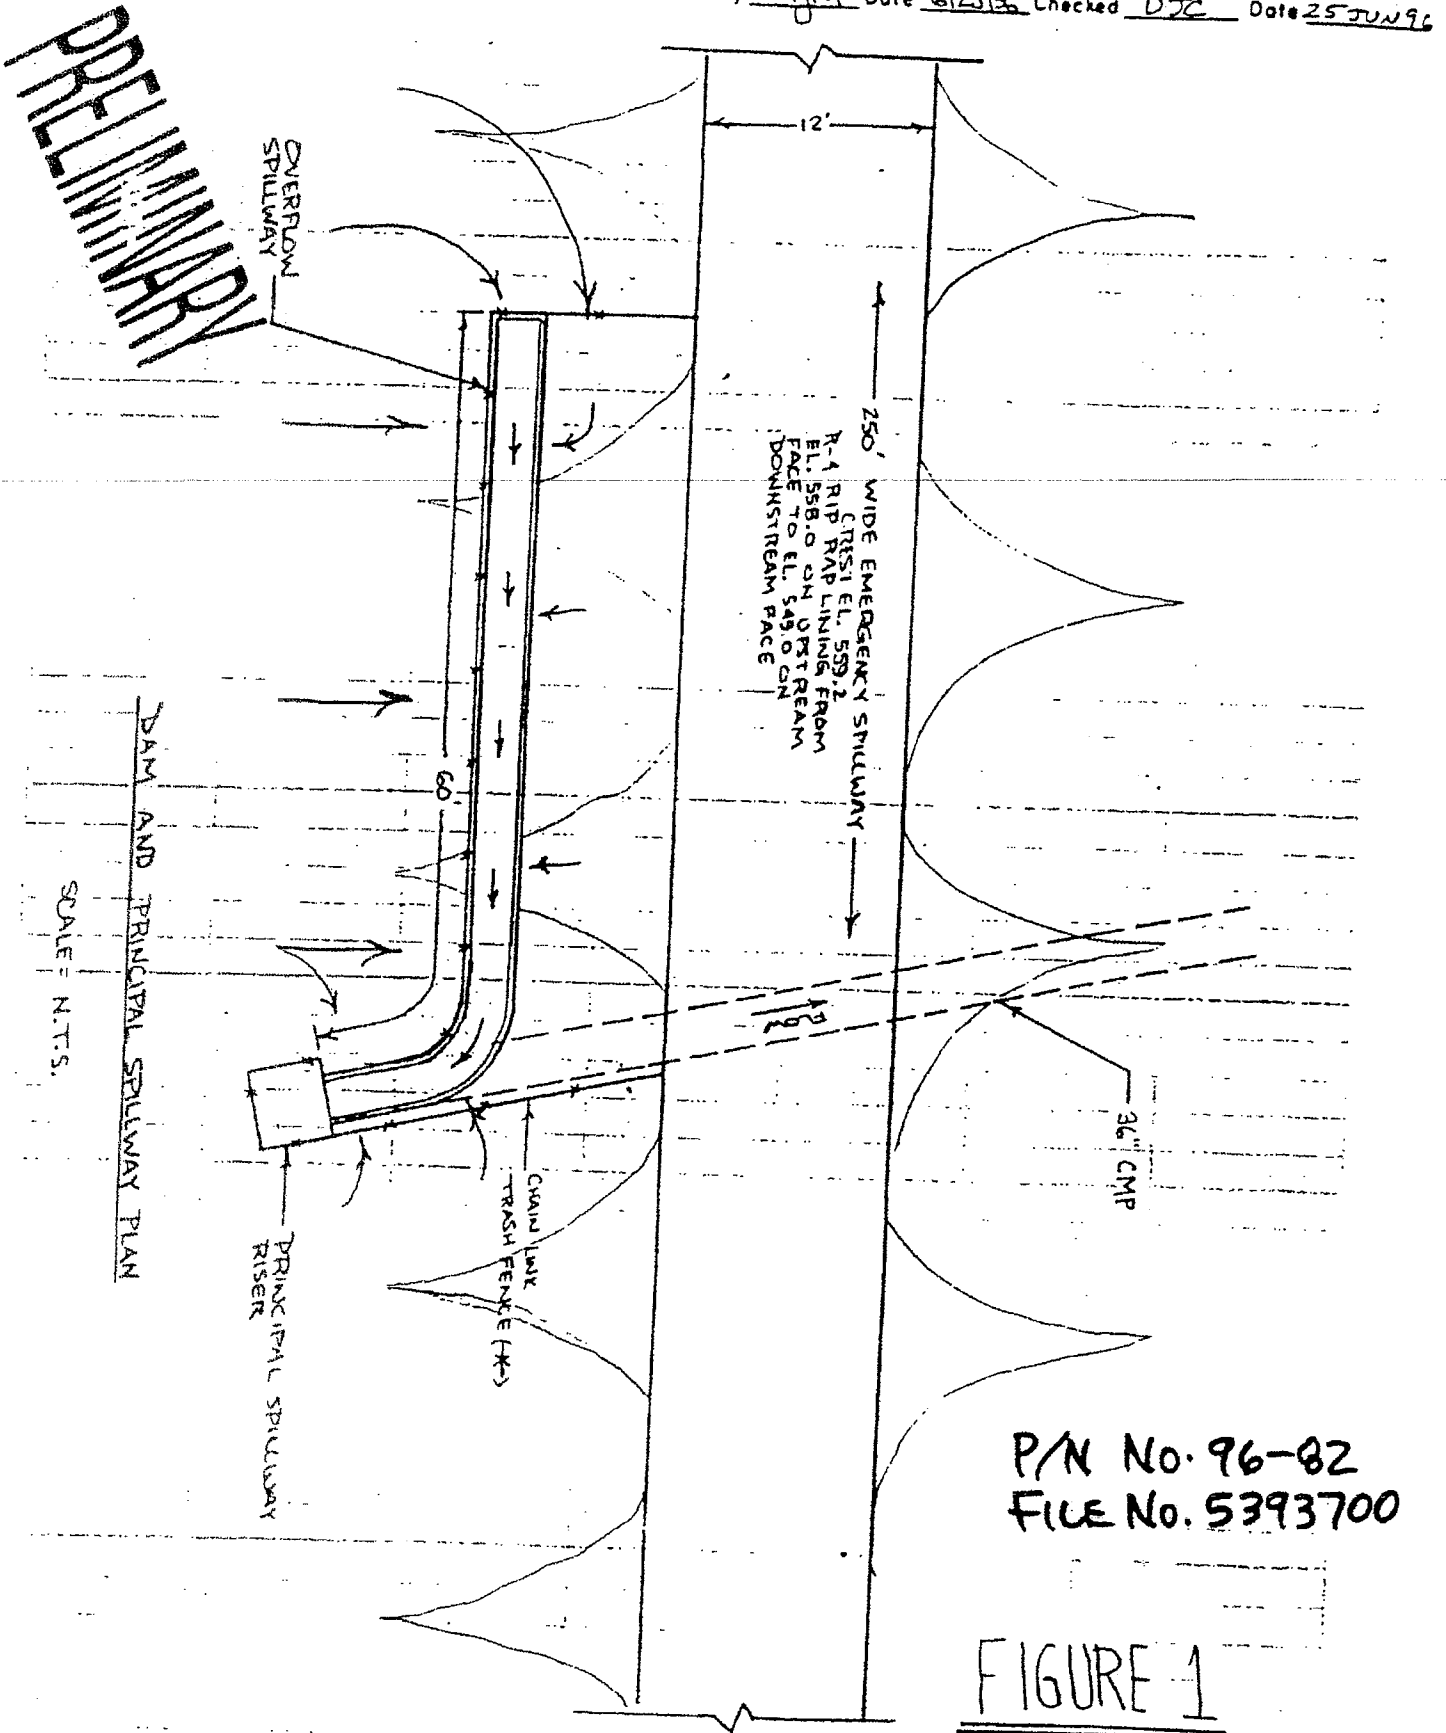 Date Checked DJC Date 25 JUN 96
PRELIMINARY
12'
OVERFLOW
SPILLWAY
250' WIDE EMERGENCY SPILLWAY
CREST EL. 559.2
R-4 RIP RAP LINING FROM
EL. 558.0 ON UPSTREAM
FACE TO EL. 549.0 ON
DOWNSTREAM FACE
60
36" CMP
CHAIN LINK
TRASH FENCE (-X-)
PRINCIPAL SPILLWAY
RISER
DAM AND PRINCIPAL SPILLWAY PLAN
SCALE = N.T.S.
P/N No. 96-82
FILE No. 5393700
FIGURE 1